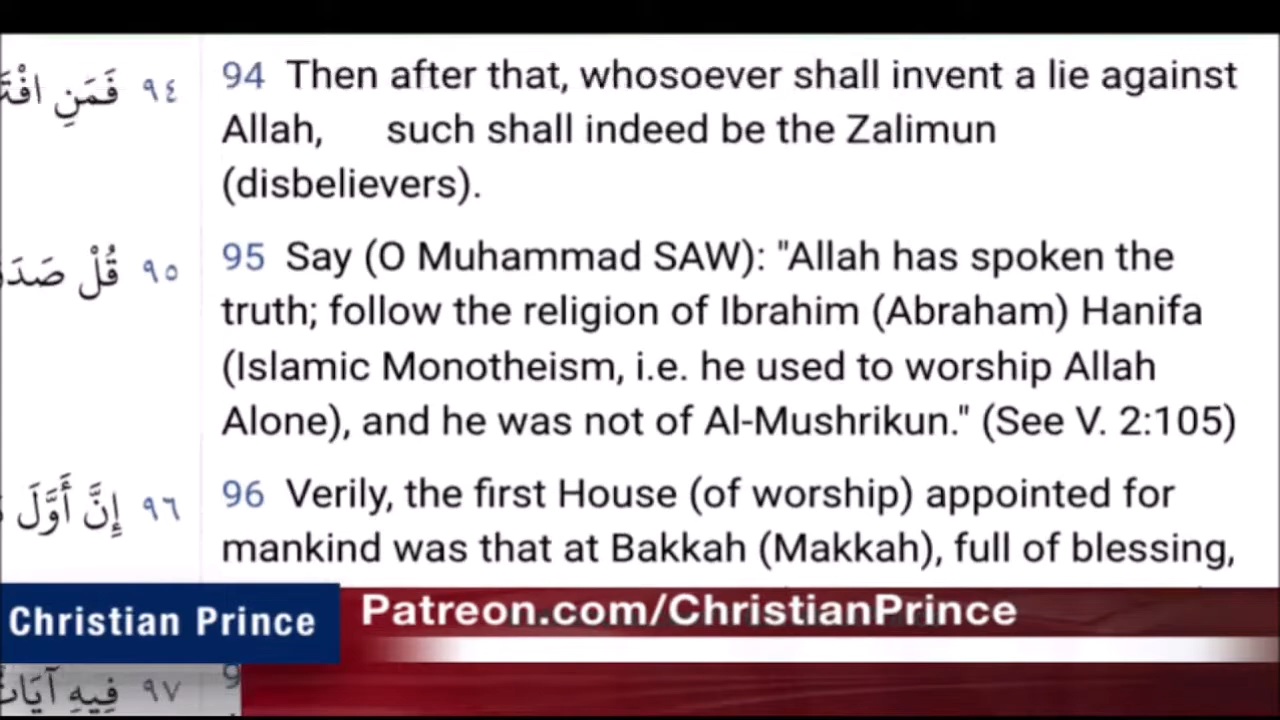 94 Then after that, whosoever shall invent a lie against
Allah, such shall indeed be the Zalimun
(disbelievers).
٩٤ فَمَنِ
95 Say (O Muhammad SAW): "Allah has spoken the
truth; follow the religion of Ibrahim (Abraham) Hanifa
(Islamic Monotheism, i.e. he used to worship Allah
Alone), and he was not of Al-Mushrikun." (See V. 2:105)
٩٥ قُلْ
96 Verily, the first House (of worship) appointed for
mankind was that at Bakkah (Makkah), full of blessing,
٩٦ إِنَّ أَوَّلَ
Christian Prince
Patreon.com/ChristianPrince
٩٧ فِيهِ